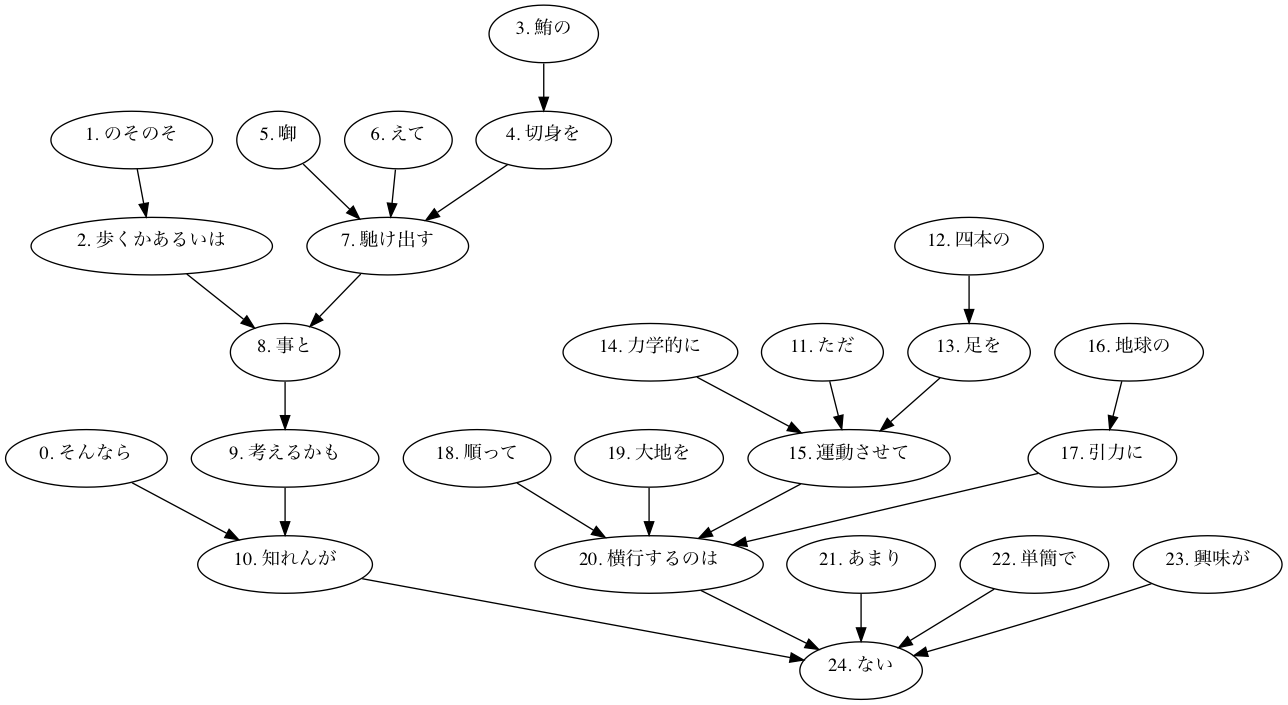 3. 鮪の
1. のそのそ
5. 啣
6. えて
4. 切身を
2. 歩くかあるいは
7. 馳け出す
12. 四本の
8. 事と
14. 力学的に
11. ただ
13. 足を
16. 地球の
0. そんなら
9. 考えるかも
18. 順って
19. 大地を
15. 運動させて
17. 引力に
10. 知れんが
20. 横行するのは
21. あまり
22. 単簡で
23. 興味が
24. ない